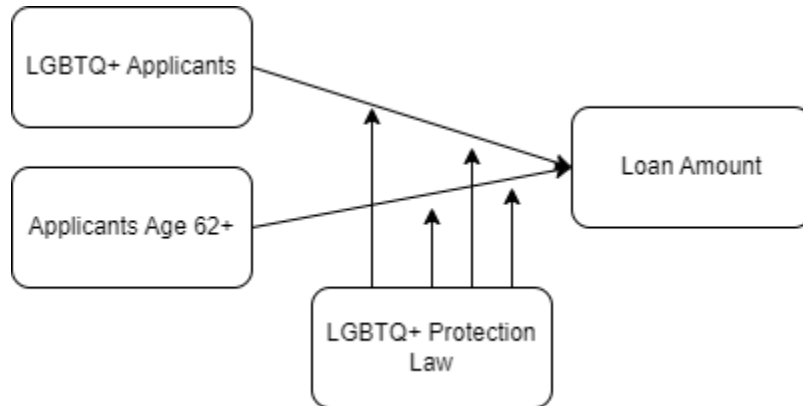 LGBTQ+ Applicants
Loan Amount
Applicants Age 62+
LGBTQ+ Protection
Law